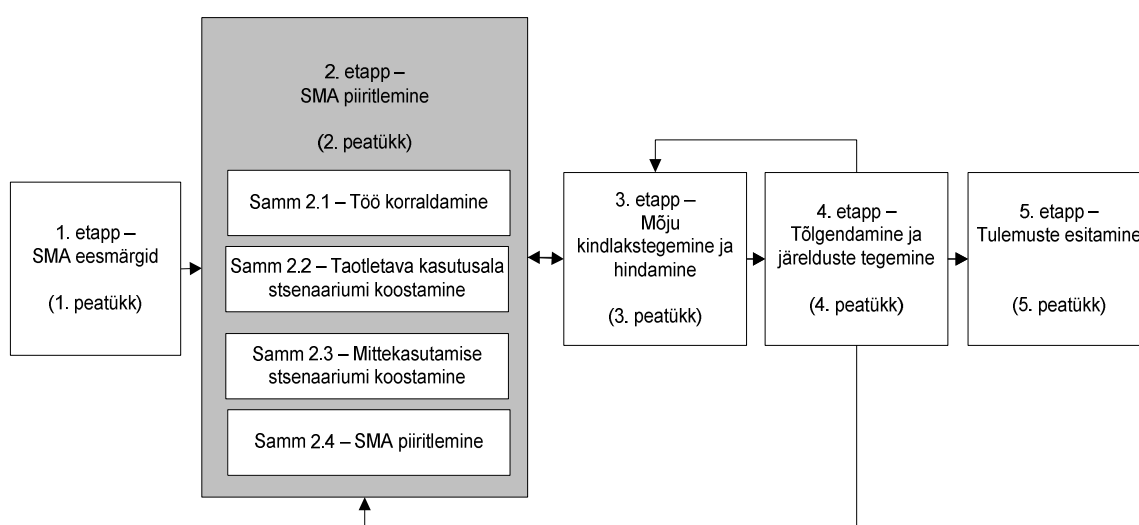 1. etapp –
SMA eesmärgid
(1. peatükk)
2. etapp –
SMA piiritlemine
(2. peatükk)
Samm 2.1 – Töö korraldamine
Samm 2.2 – Taotletava kasutusala
stsenaariumi koostamine
Samm 2.3 – Mittekasutamise
stsenaariumi koostamine
Samm 2.4 – SMA piiritlemine
3. etapp –
Mõju
kindlakstegemine ja
hindamine
(3. peatükk)
4. etapp –
Tõlgendamine ja
järelduste tegemine
(4. peatükk)
5. etapp –
Tulemuste esitamine
(5. peatükk)